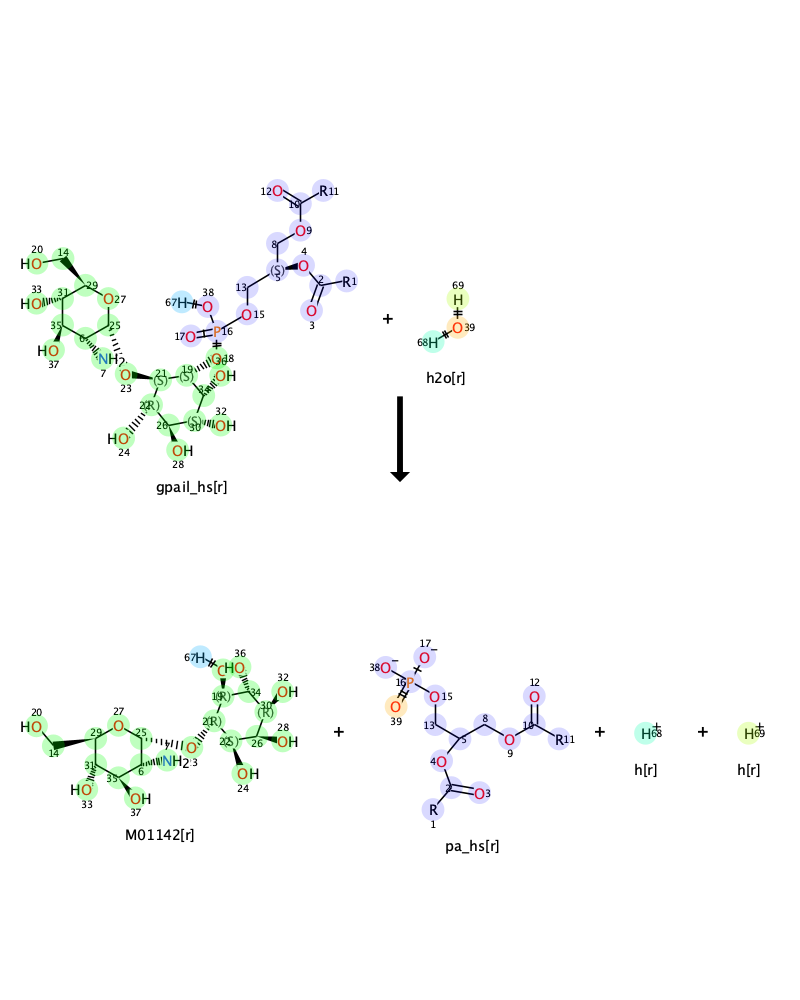 12 O 10 R 11
O 9
8
20 14 4
HO (S) O 2 R 1
29 5
33 31 O 27 13 38 O 3
HO 67 H O 15
35 25 17 O P 16
HO 6 NH2 O 18
37 7 O 21 19 36 OH
23 (S) (S) 34
22 (R) (S) 32
HO 26 30 OH
24 OH
28
69
H
+ O 39
68 H
h2o[r]
gpail_hs[r]
67 H 36 17
O HO 32 38 O− O− 12
20 27 19 (R) 34 OH 16 P O 15 O
HO O 25 30 (R) 28 O 13 8 10
29 7 21 (R) 26 OH 39 5 O R 11
14 31 6 NH2 O 23 22 (S) + 4 O 9 + H+ 68 + H+ 69
HO 35 OH OH 2 O 3 h[r] h[r]
33 37 24 R
M01142[r] 1
pa_hs[r]